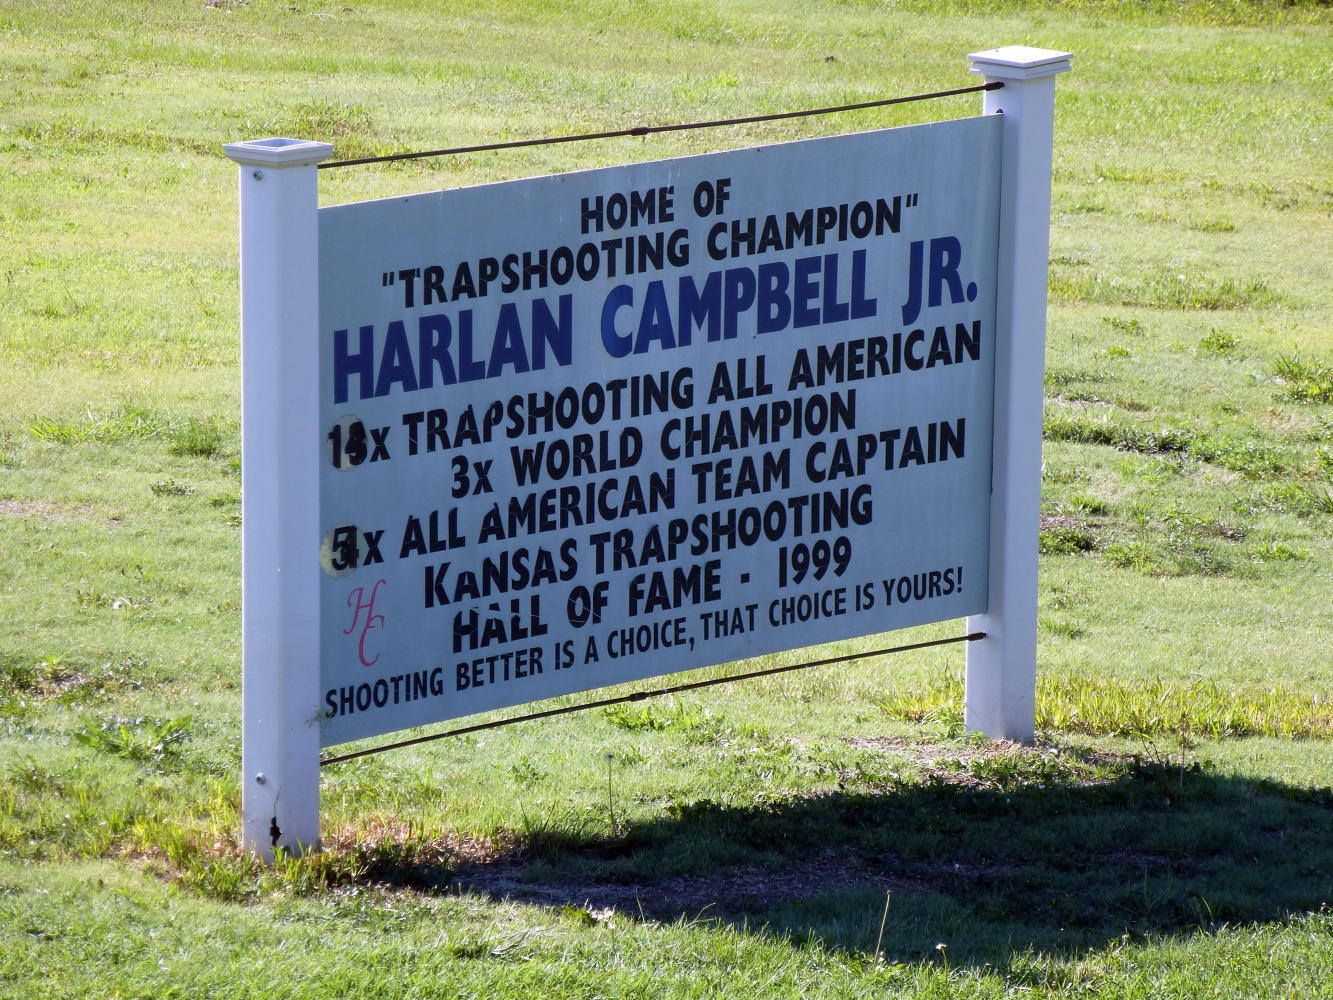 HOME OF
"TRAPSHOOTING CHAMPION"
HARLAN CAMPBELL JR.
TRAPSHOOTING ALL AMERICAN
3x WORLD CHAMPION
ALL AMERICAN TEAM CAPTAIN
KANSAS TRAPSHOOTING
HALL OF FAME - 1999
HC
SHOOTING BETTER IS A CHOICE, THAT CHOICE IS YOURS!